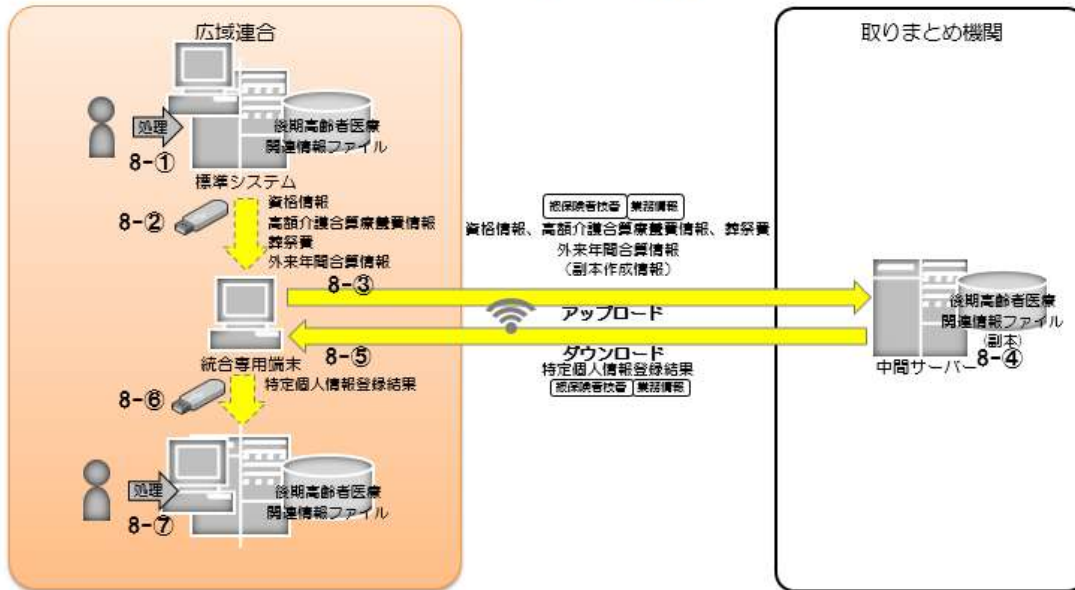 広域連合
処理
8-①
後期高齢者医療
関連情報ファイル
標準システム
8-②
資格情報
高額介護合算療養費情報
葬祭費
外来年間合算情報
被保険者枝番 業務情報
資格情報、高額介護合算療養費情報、葬祭費
外来年間合算情報
(副本作成情報)
8-③
アップロード
統合専用端末
8-⑤
ダウンロード
特定個人情報登録結果
被保険者枝番 業務情報
8-⑥
特定個人情報登録結果
処理
8-⑦
後期高齢者医療
関連情報ファイル
取りまとめ機関
後期高齢者医療
関連情報ファイル
(副本)
8-④
中間サーバー